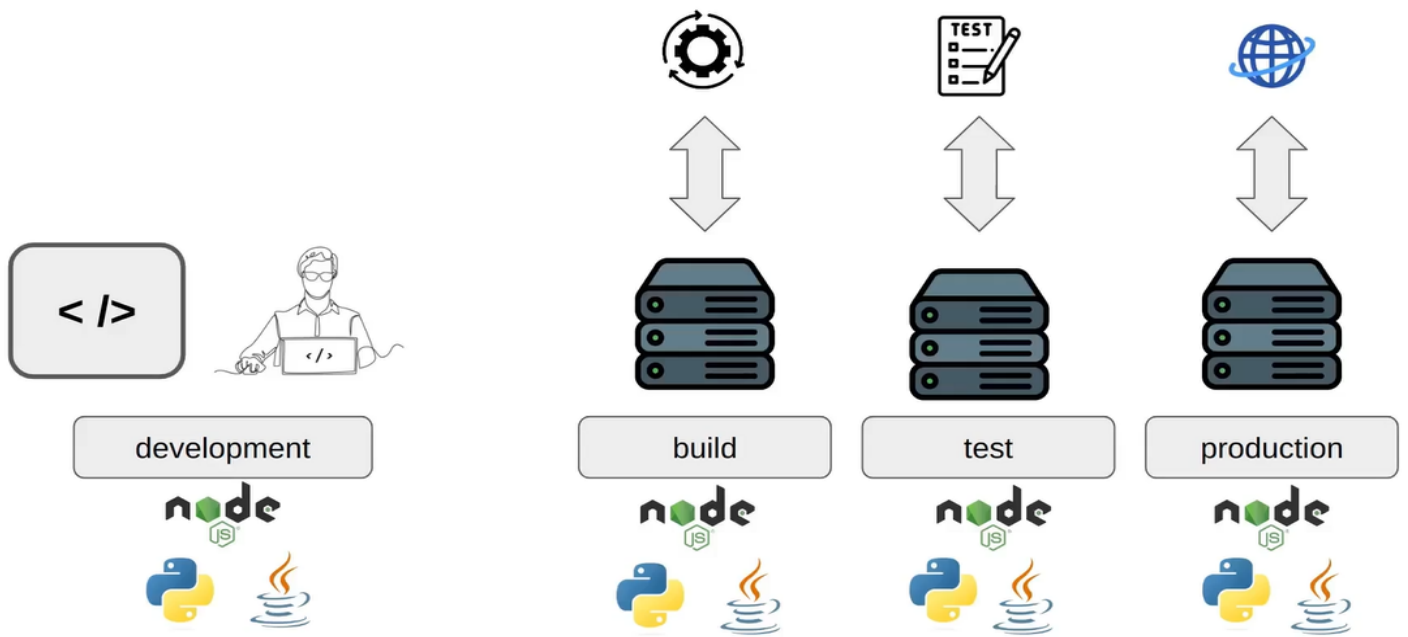 TEST
< />
< / >
development
build
test
production
node
JS
node
JS
node
JS
node
JS